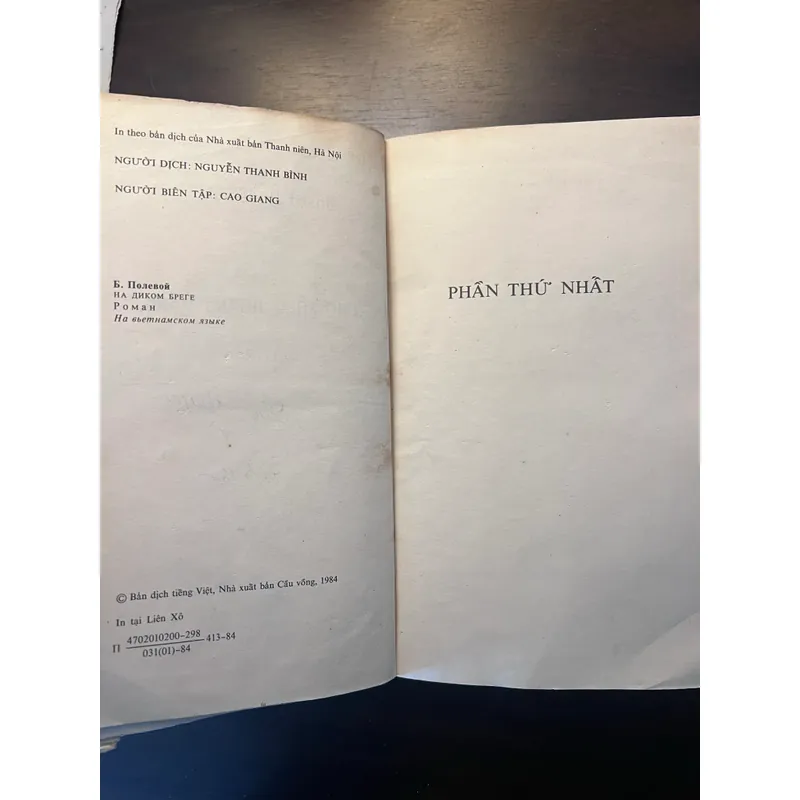 In theo bản dịch của Nhà xuất bản Thanh niên, Hà Nội
NGƯỜI DỊCH: NGUYỄN THANH BÌNH
NGƯỜI BIÊN TẬP: CAO GIANG
Б. Полевой
НА ДИКОМ БРЕГЕ
Роман
На вьетнамском языке
© Bản dịch tiếng Việt, Nhà xuất bản Cầu vồng, 1984
In tại Liên Xô
П 4702010200–298 413–84
031(01)–84
PHẦN THỨ NHẤT